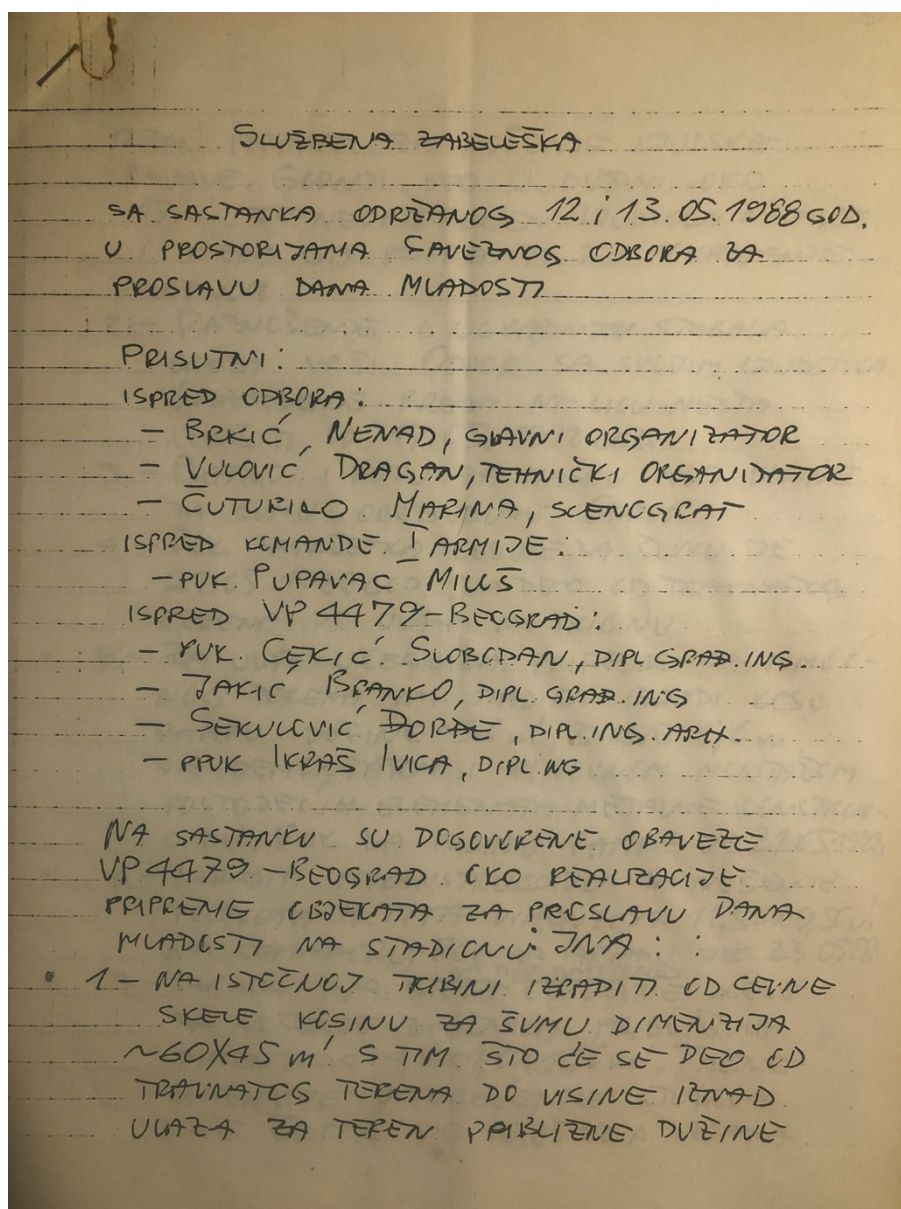 SLUŽBENA ZABELEŠKA
SA SASTANKA ODRŽANOG 12 i 13.05.1988 GOD.
U PROSTORIJAMA SAVEZNOG ODBORA ZA
PROSLAVU DANA MLADOSTI
PRISUTNI:
ISPRED ODBORA:
- BRKIĆ NENAD, GLAVNI ORGANIZATOR
- VULOVIĆ DRAGAN, TEHNIČKI ORGANIZATOR
- ČUTURILO MARINA, SCENOGRAF
ISPRED KOMANDE I ARMIJE:
- PUK. PUPAVAC MILIŠ
ISPRED VP 4479-BEOGRAD:
- PUK. CEKIĆ SLOBODAN, DIPL GRAĐ. ING.
- JAKIĆ BRANKO, DIPL. GRAĐ. ING
- SEKULOVIĆ ĐORĐE, DIPL. ING. ARH.
- PPUK IKRAŠ IVICA, DIPL. ING
NA SASTANKU SU DOGOVORENE OBAVEZE
VP 4479 - BEOGRAD OKO REALIZACIJE
PRIPREME OBJEKATA ZA PROSLAVU DANA
MLADOSTI NA STADIONU JNA:
1 - NA ISTOČNOJ TRIBINI IZGRADITI OD CEVNE
SKELE KOSINU ZA ŠUMU DIMENZIJA
~60X45 m' S TIM ŠTO ĆE SE DEO OD
TRAVNATOG TERENA DO VISINE IZNAD
ULAZA ZA TEREN PRIBLIŽNE DUŽINE